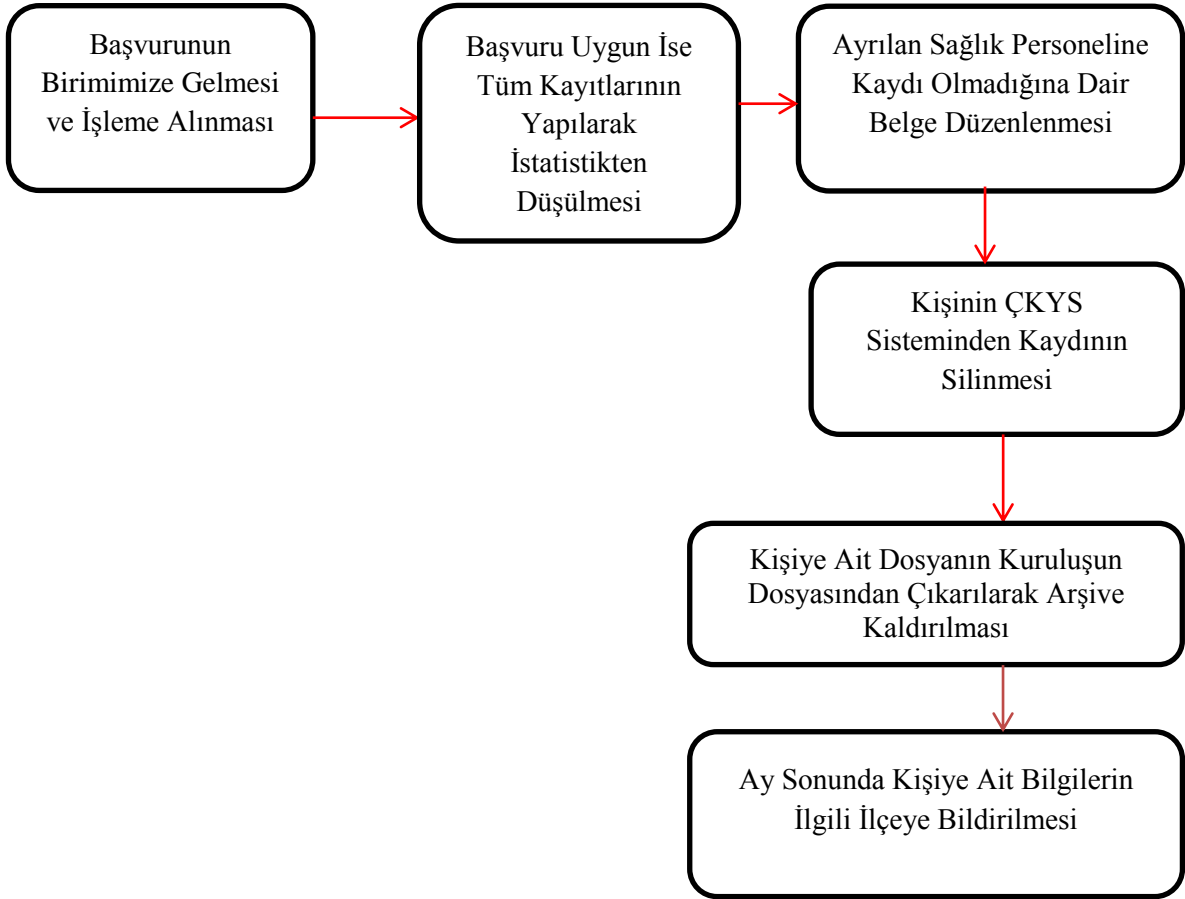 Başvurunun
Birimimize Gelmesi
ve İşleme Alınması
Başvuru Uygun İse
Tüm Kayıtlarının
Yapılarak
İstatistikten
Düşülmesi
Ayrılan Sağlık Personeline
Kaydı Olmadığına Dair
Belge Düzenlenmesi
Kişinin ÇKYS
Sisteminden Kaydının
Silinmesi
Kişiye Ait Dosyanın Kuruluşun
Dosyasından Çıkarılarak Arşive
Kaldırılması
Ay Sonunda Kişiye Ait Bilgilerin
İlgili İlçeye Bildirilmesi